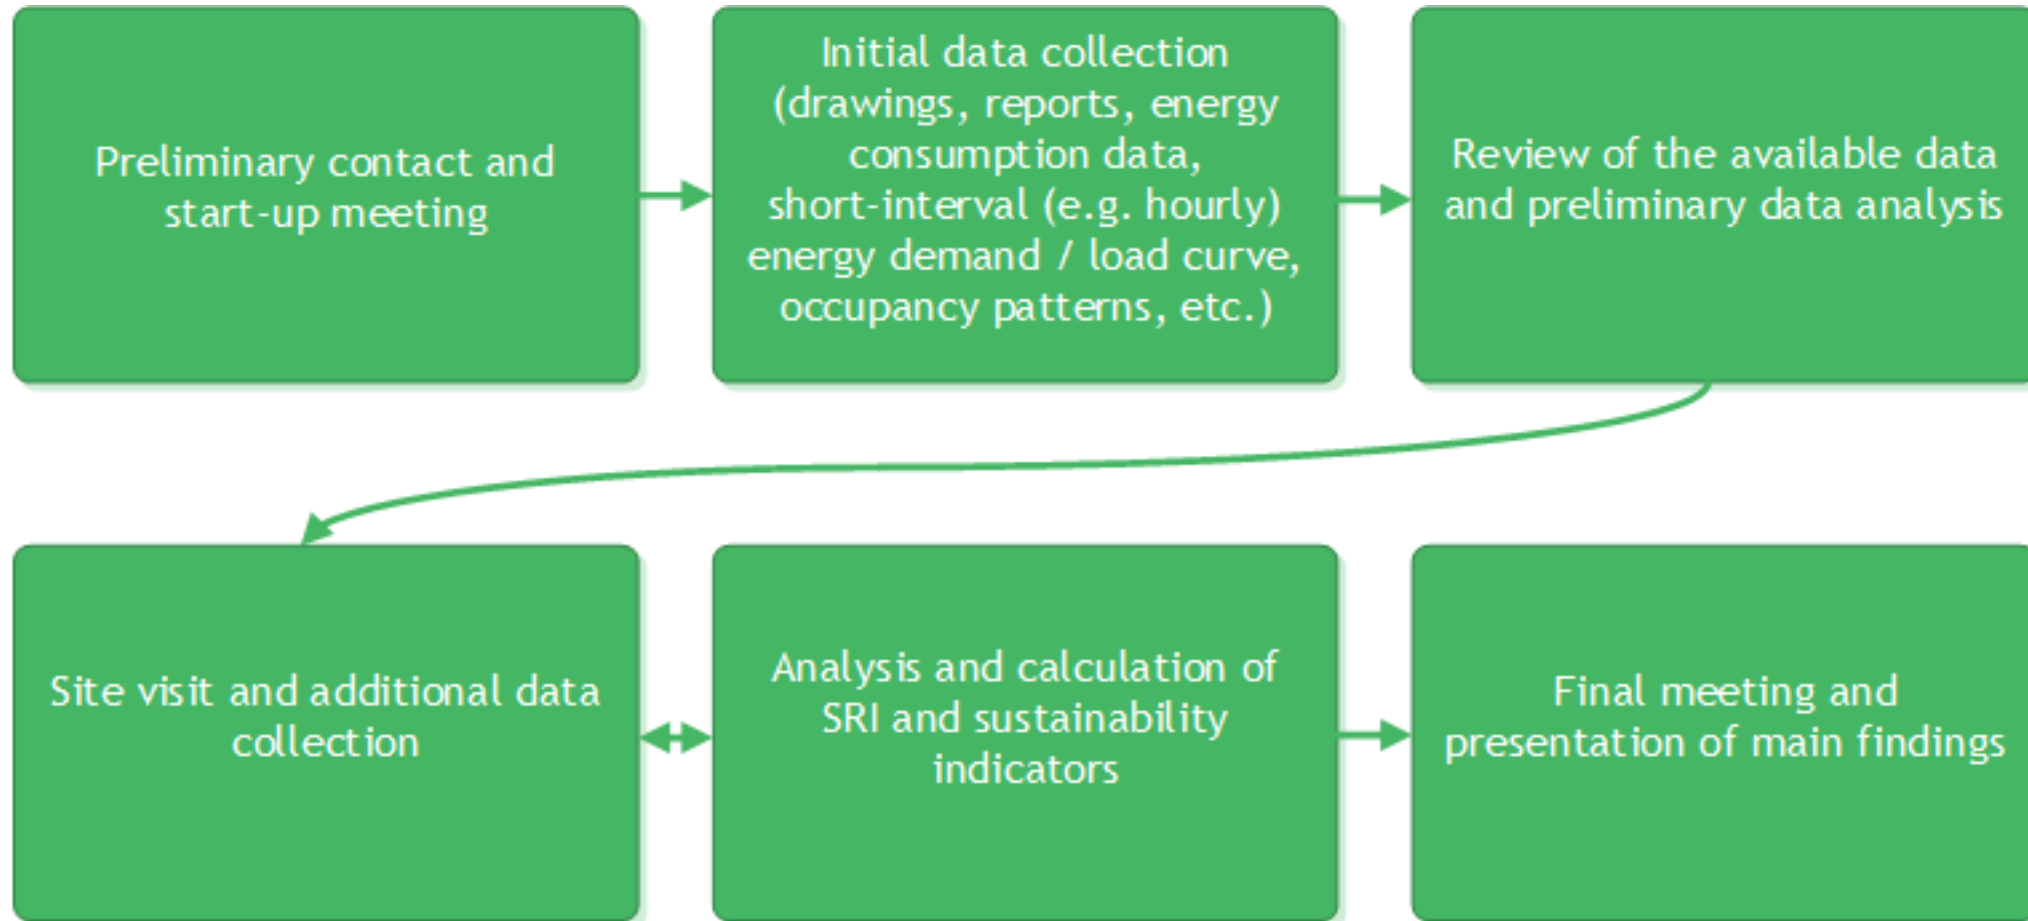 Preliminary contact and
start-up meeting
Initial data collection
(drawings, reports, energy
consumption data,
short-interval (e.g. hourly)
energy demand / load curve,
occupancy patterns, etc.)
Review of the available data
and preliminary data analysis
Site visit and additional data
collection
Analysis and calculation of
SRI and sustainability
indicators
Final meeting and
presentation of main findings